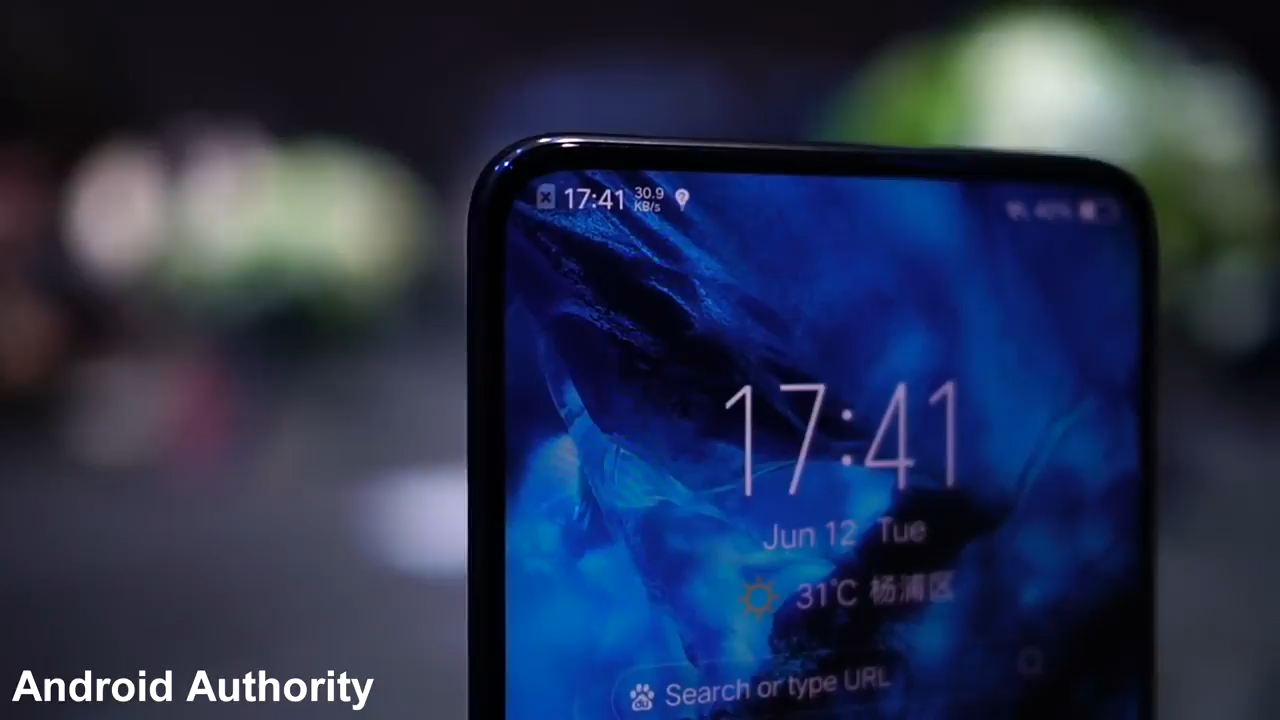 17:41 30.9 KB/s
17:41
Jun 12 Tue
31°C 杨浦区
du Search or type URL
Android Authority